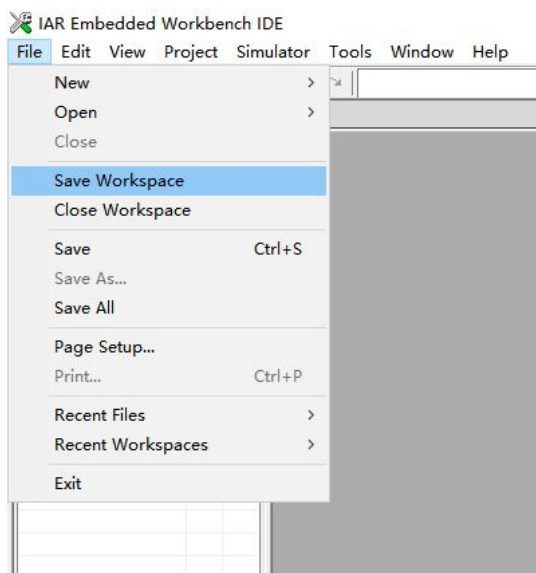 IAR Embedded Workbench IDE
File Edit View Project Simulator Tools Window Help
New >
Open >
Close
Save Workspace
Close Workspace
Save Ctrl+S
Save As...
Save All
Page Setup...
Print... Ctrl+P
Recent Files >
Recent Workspaces >
Exit